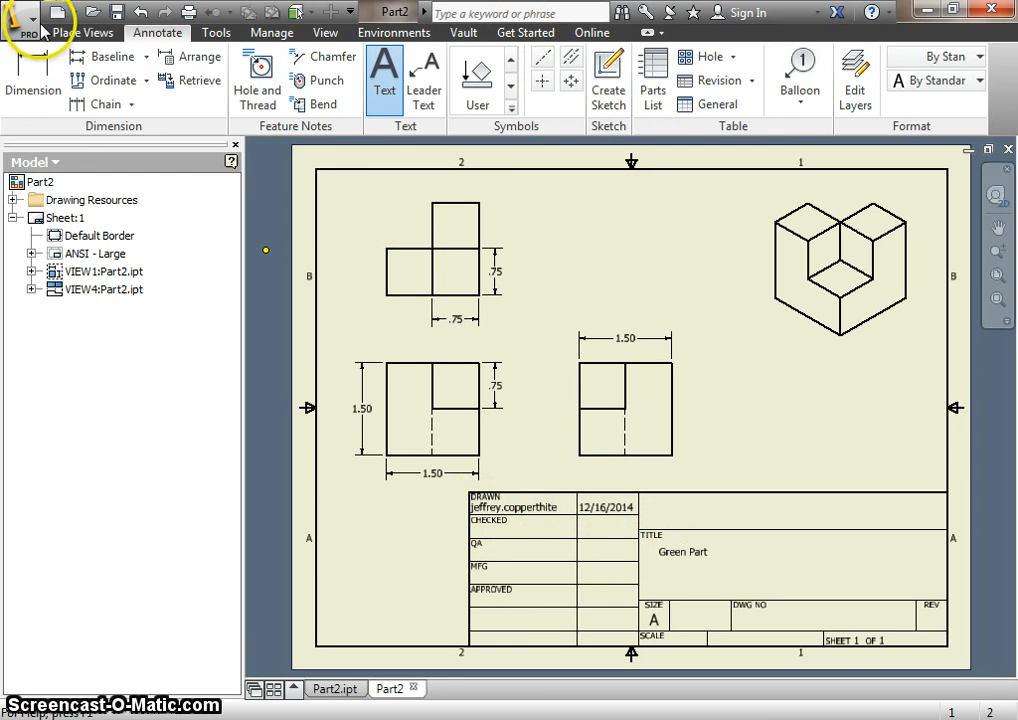 Part2
Type a keyword or phrase
Sign In
PRO
Place Views
Annotate
Tools
Manage
View
Environments
Vault
Get Started
Online
Dimension
Baseline
Arrange
Ordinate
Retrieve
Chain
Dimension
Hole and
Thread
Chamfer
Punch
Bend
Feature Notes
Text
Leader
Text
Text
User
Symbols
Create
Sketch
Sketch
Parts
List
Hole
Revision
General
Table
Balloon
Edit
Layers
By Stan
A By Standar
Format
Model
Part2
Drawing Resources
Sheet:1
Default Border
ANSI - Large
VIEW1:Part2.ipt
VIEW4:Part2.ipt
2
1
B
B
A
A
2
1
.75
.75
1.50
.75
1.50
1.50
DRAWN
jeffrey.copperthite
12/16/2014
CHECKED
QA
MFG
APPROVED
TITLE
Green Part
SIZE
A
DWG NO
REV
SCALE
SHEET 1 OF 1
2D
Part2.ipt
Part2
Screencast-O-Matic.com
For Help, press F1
1
2